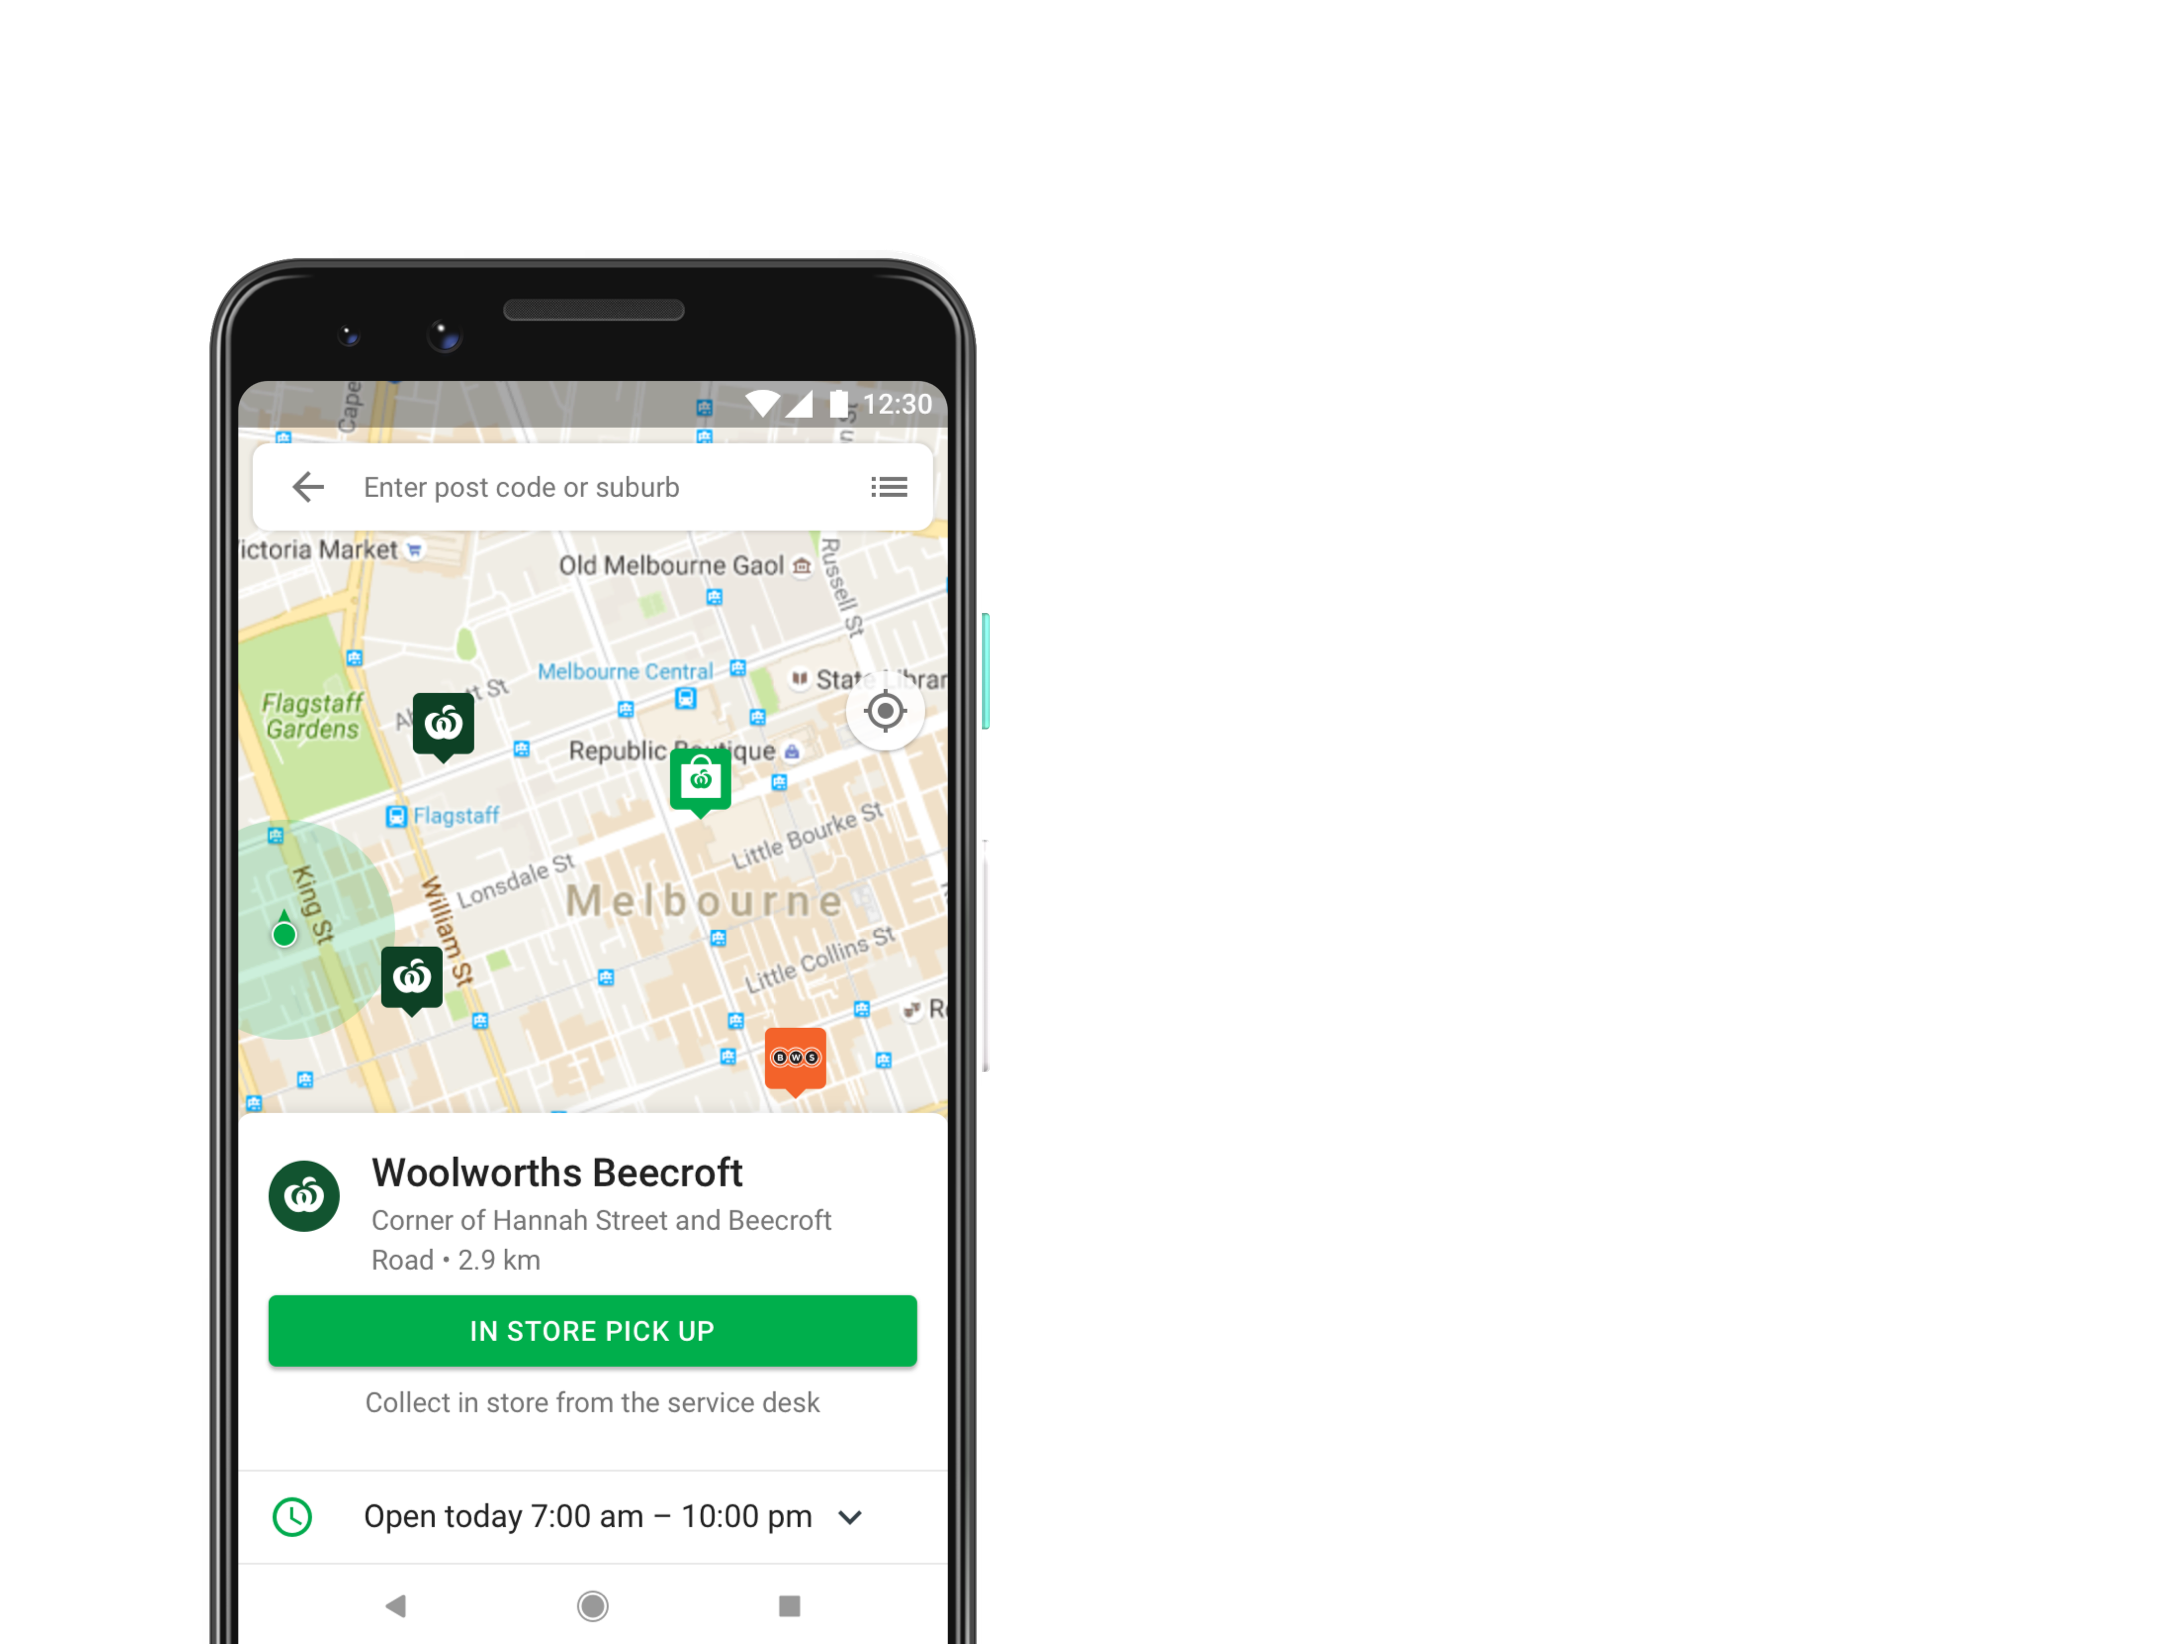 Cape
12:30
Enter post code or suburb
ictoria Market
Old Melbourne Gaol
Russell St
Melbourne Central
State Librar
Flagstaff
Gardens
tt St
Republic Boutique
Flagstaff
Little Bourke St
Lonsdale St
King St
William St
Melbourne
Little Collins St
BWS
Woolworths Beecroft
Corner of Hannah Street and Beecroft
Road • 2.9 km
IN STORE PICK UP
Collect in store from the service desk
Open today 7:00 am – 10:00 pm